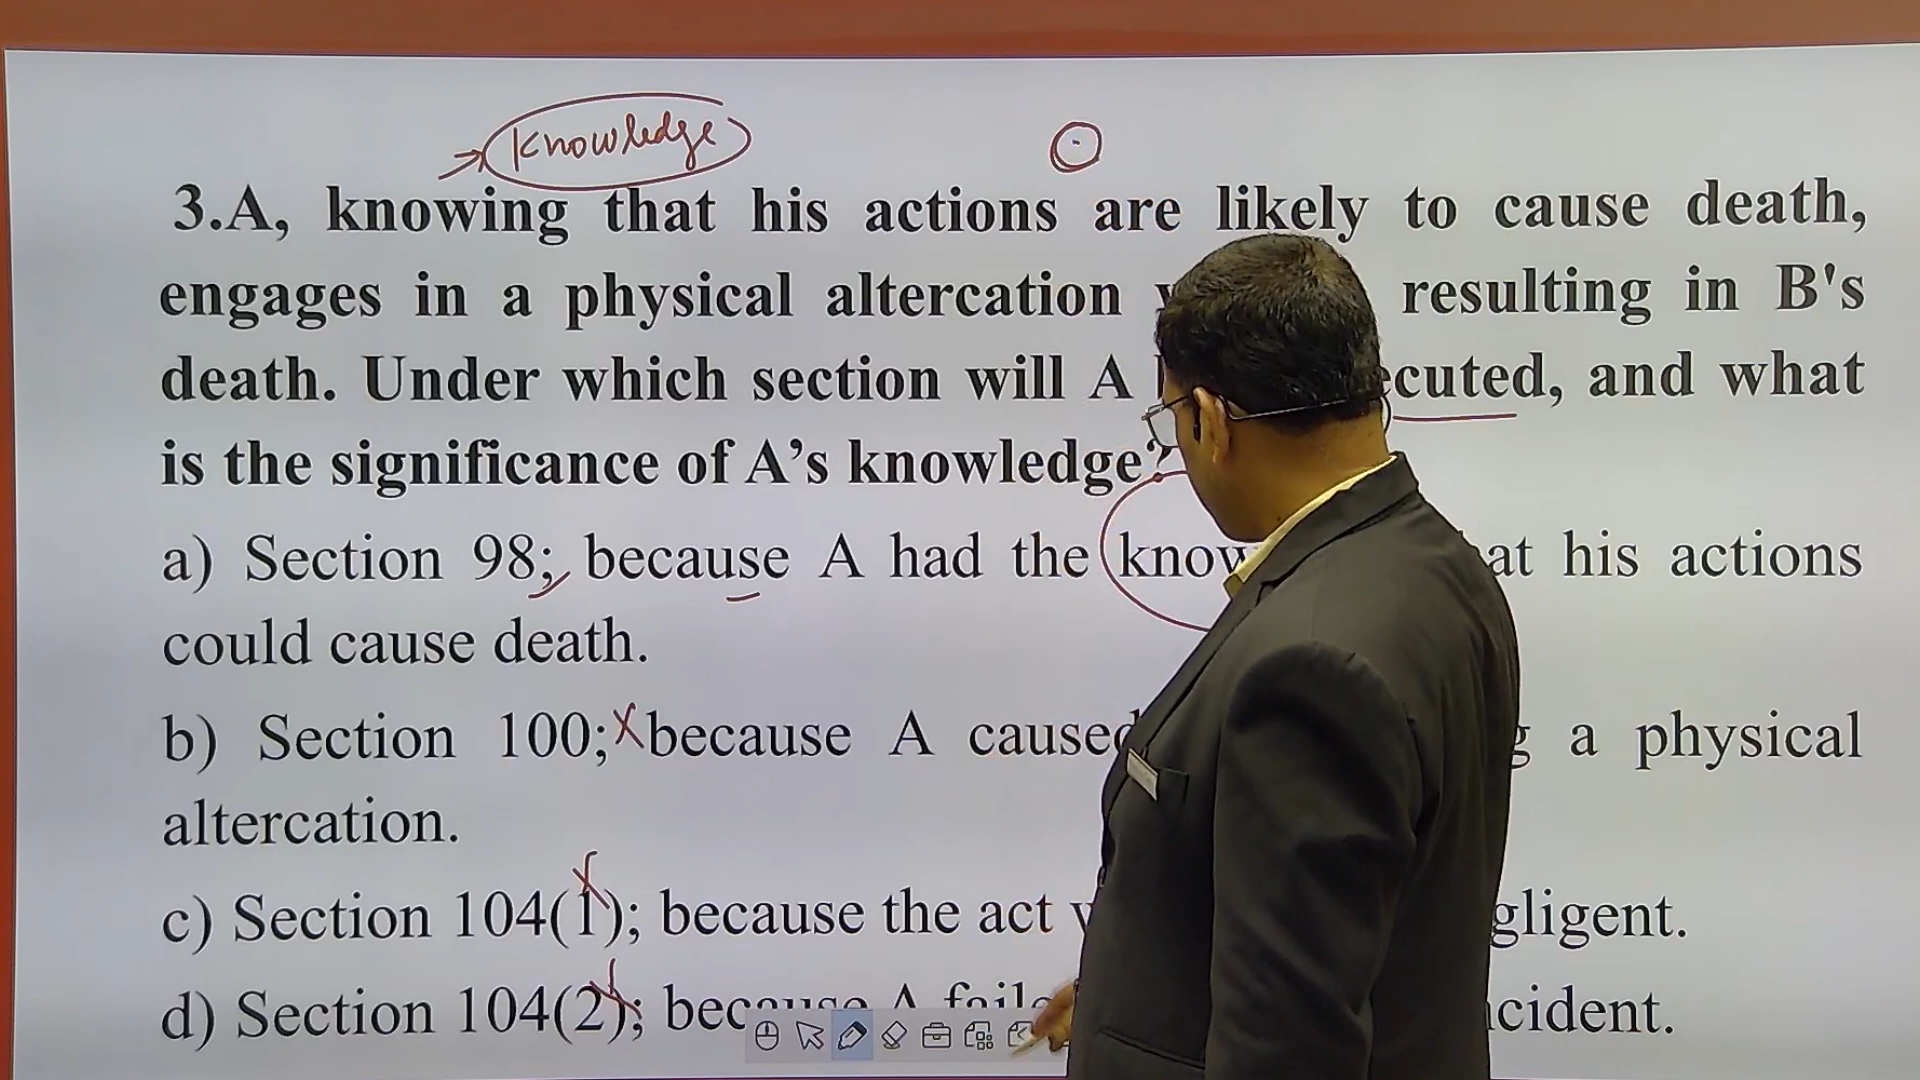 Knowledge
3.A, knowing that his actions are likely to cause death,
engages in a physical altercation resulting in B's
death. Under which section will A cuted, and what
is the significance of A’s knowledge?
a) Section 98; because A had the know at his actions
could cause death.
b) Section 100; because A caused a physical
altercation.
c) Section 104(1); because the act gligent.
d) Section 104(2); because A cident.